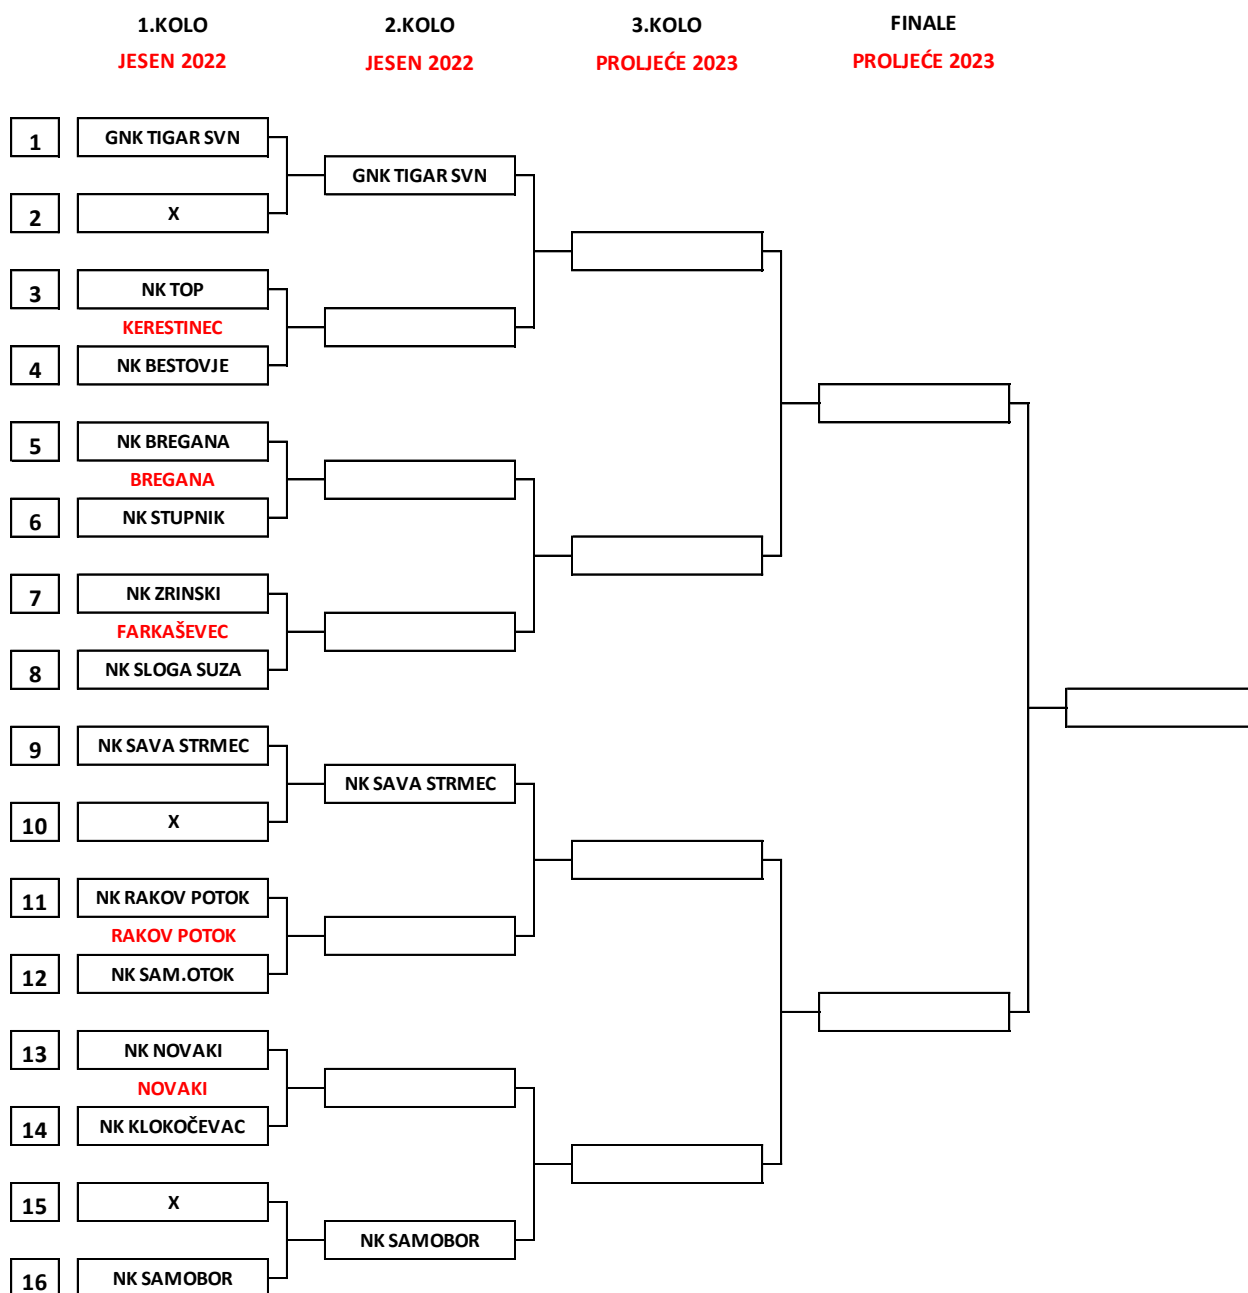 1.KOLO 2.KOLO 3.KOLO FINALE
JESEN 2022 JESEN 2022 PROLJEĆE 2023 PROLJEĆE 2023
1 GNK TIGAR SVN
GNK TIGAR SVN
2 X
3 NK TOP
KERESTINEC
4 NK BESTOVJE
5 NK BREGANA
BREGANA
6 NK STUPNIK
7 NK ZRINSKI
FARKAŠEVEC
8 NK SLOGA SUZA
9 NK SAVA STRMEC
NK SAVA STRMEC
10 X
11 NK RAKOV POTOK
RAKOV POTOK
12 NK SAM.OTOK
13 NK NOVAKI
NOVAKI
14 NK KLOKOČEVAC
15 X
NK SAMOBOR
16 NK SAMOBOR